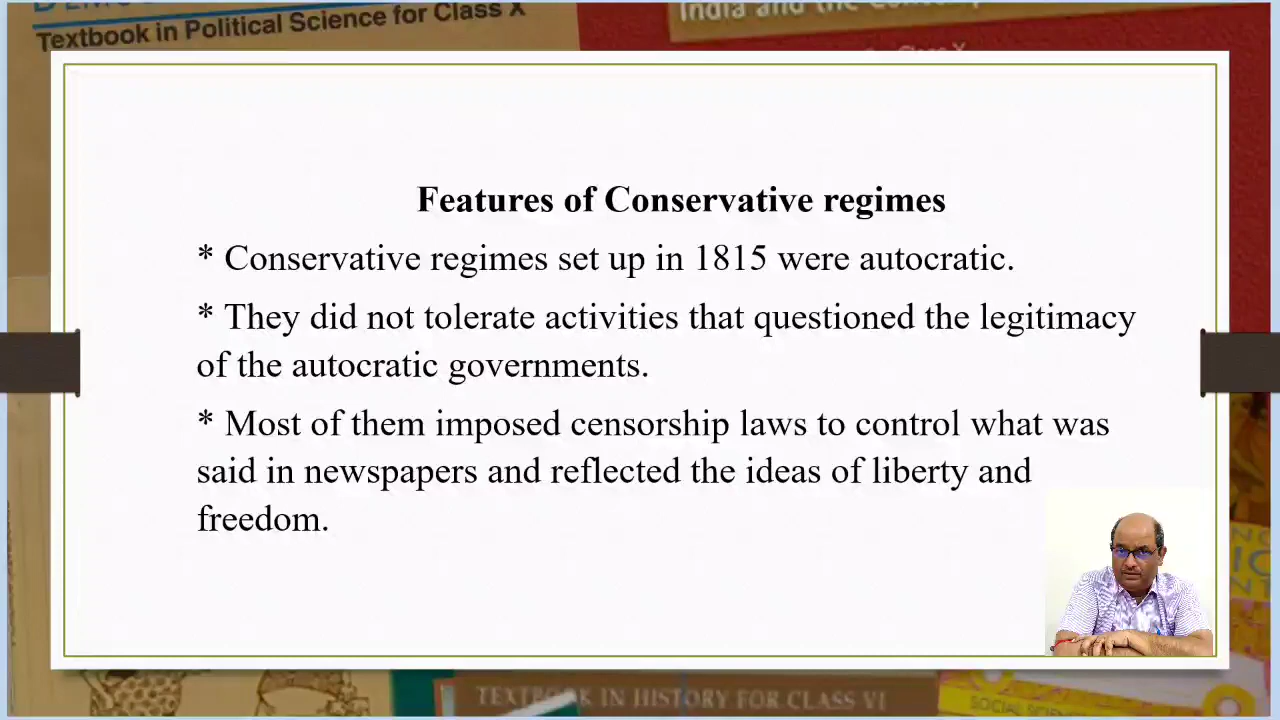 Textbook in Political Science for Class X
India and the
Features of Conservative regimes
* Conservative regimes set up in 1815 were autocratic.
* They did not tolerate activities that questioned the legitimacy
of the autocratic governments.
* Most of them imposed censorship laws to control what was
said in newspapers and reflected the ideas of liberty and
freedom.
TEXTBOOK IN HISTORY FOR CLASS VI
SOCIAL